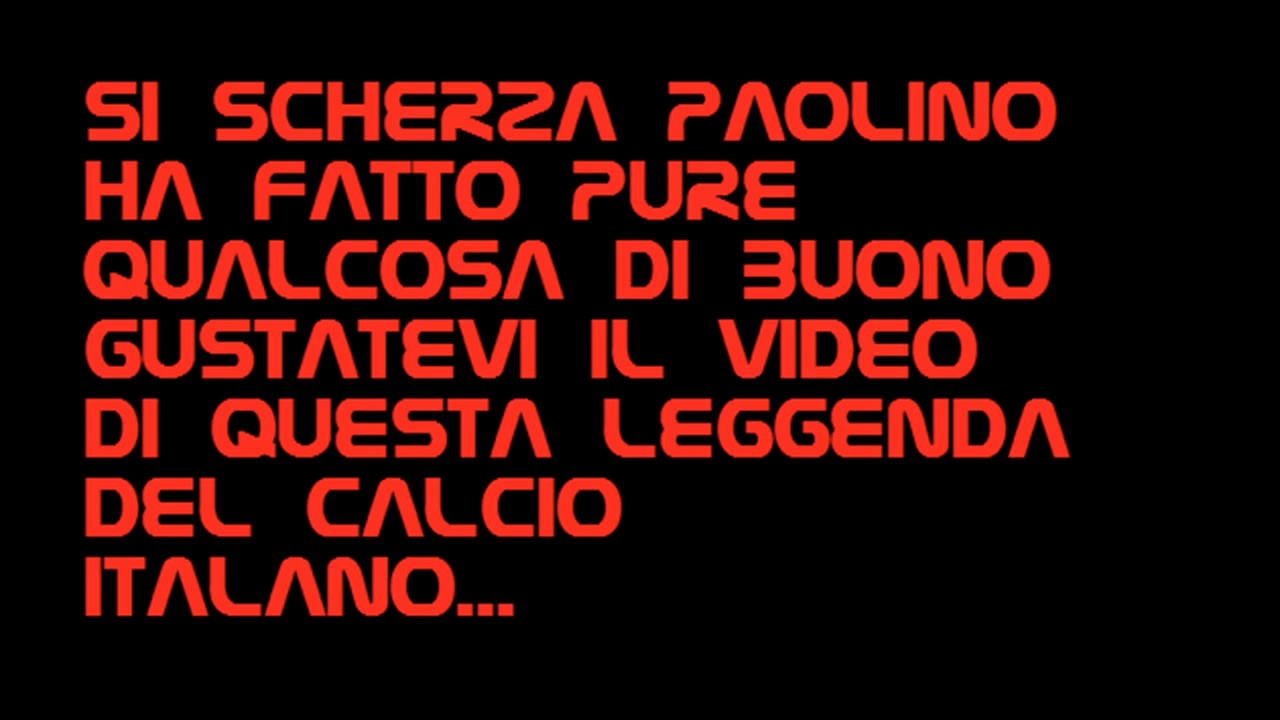 SI SCHERZA PAOLINO
HA FATTO PURE
QUALCOSA DI BUONO
GUSTATEVI IL VIDEO
DI QUESTA LEGGENDA
DEL CALCIO
ITALANO...